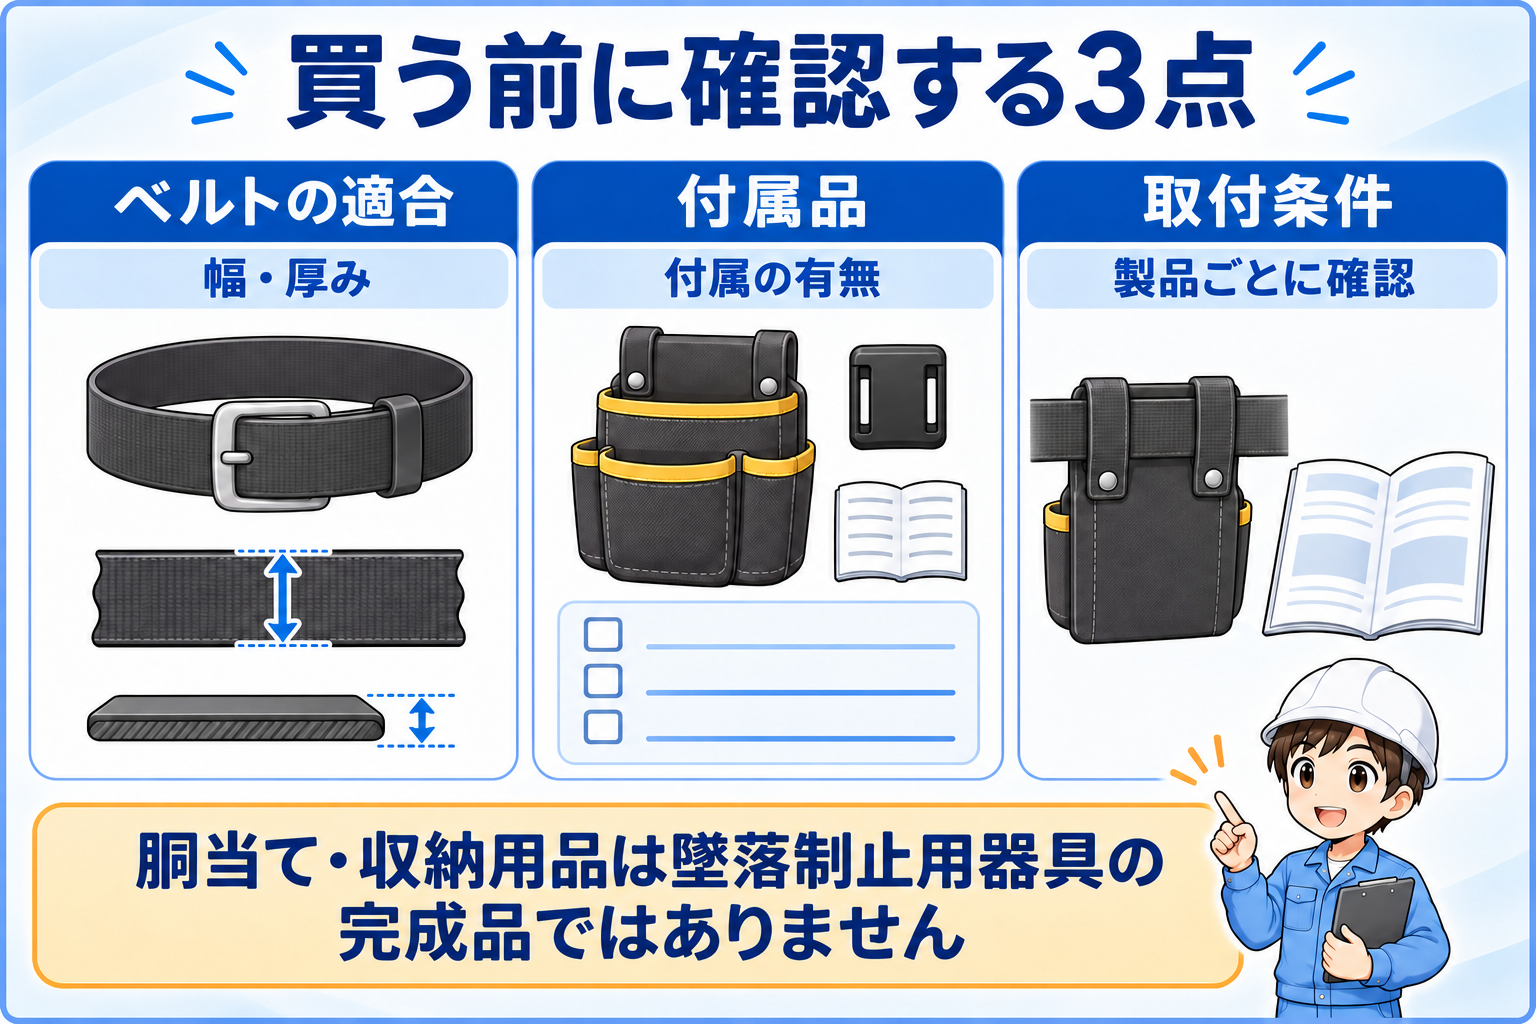 買う前に確認する3点
ベルトの適合
幅・厚み
付属品
付属の有無
取付条件
製品ごとに確認
胴当て・収納用品は墜落制止用器具の
完成品ではありません